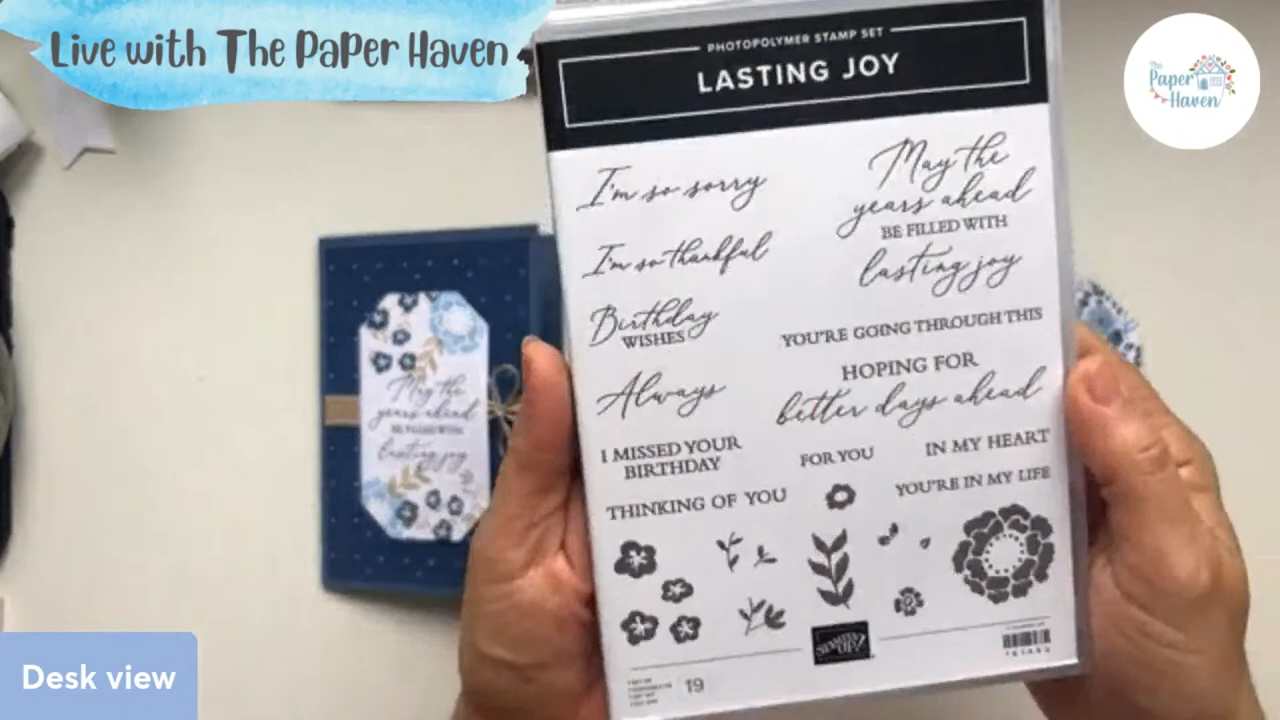 Live with The Paper Haven
The
Paper
Haven
PHOTOPOLYMER STAMP SET
LASTING JOY
I'm so sorry
May the
years ahead
BE FILLED WITH
lasting joy
I'm so thankful
Birthday
WISHES
YOU'RE GOING THROUGH THIS
HOPING FOR
better days ahead
Always
I MISSED YOUR
BIRTHDAY
FOR YOU
IN MY HEART
THINKING OF YOU
YOU'RE IN MY LIFE
STAMPIN' UP!
19
May the
years ahead
BE FILLED WITH
lasting joy
Desk view